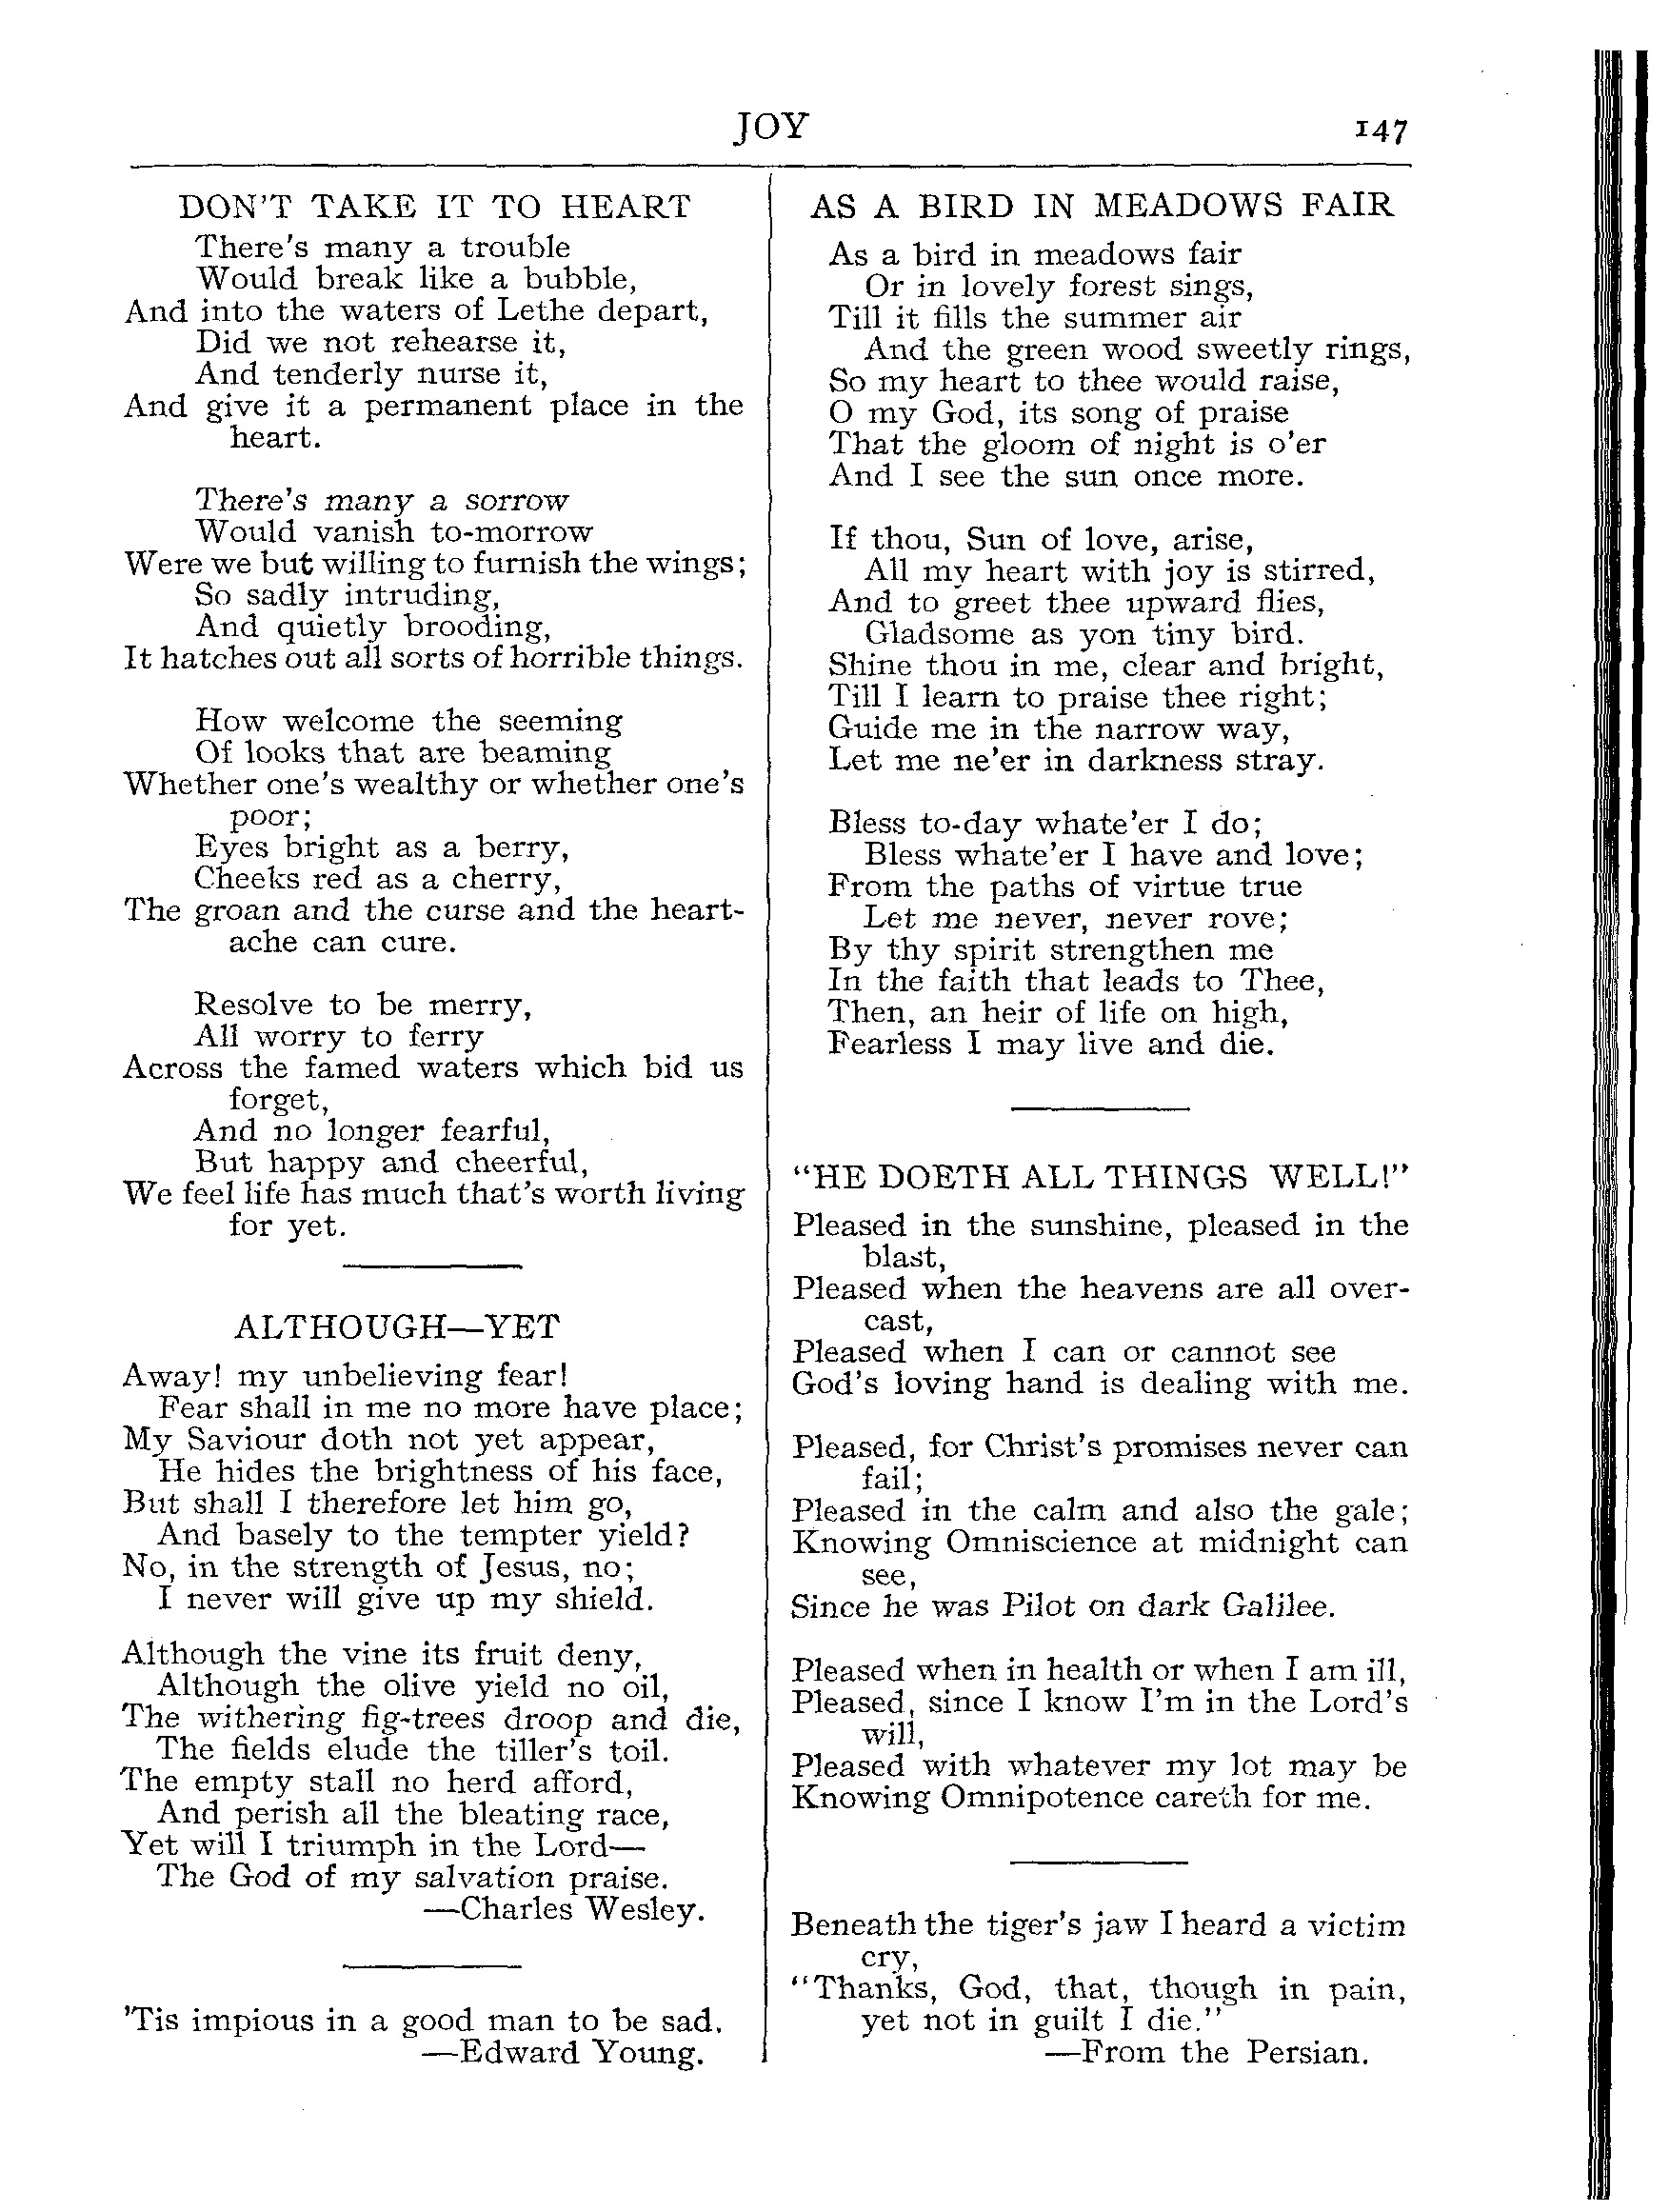 JOY 147
DON'T TAKE IT TO HEART
There's many a trouble
Would break like a bubble,
And into the waters of Lethe depart,
Did we not rehearse it,
And tenderly nurse it,
And give it a permanent place in the
heart.
There's many a sorrow
Would vanish to-morrow
Were we but willing to furnish the wings;
So sadly intruding,
And quietly brooding,
It hatches out all sorts of horrible things.
How welcome the seeming
Of looks that are beaming
Whether one's wealthy or whether one's
poor;
Eyes bright as a berry,
Cheeks red as a cherry,
The groan and the curse and the heart-
ache can cure.
Resolve to be merry,
All worry to ferry
Across the famed waters which bid us
forget,
And no longer fearful,
But happy and cheerful,
We feel life has much that's worth living
for yet.
ALTHOUGH—YET
Away! my unbelieving fear!
Fear shall in me no more have place;
My Saviour doth not yet appear,
He hides the brightness of his face,
But shall I therefore let him go,
And basely to the tempter yield?
No, in the strength of Jesus, no;
I never will give up my shield.
Although the vine its fruit deny,
Although the olive yield no oil,
The withering fig-trees droop and die,
The fields elude the tiller's toil.
The empty stall no herd afford,
And perish all the bleating race,
Yet will I triumph in the Lord—
The God of my salvation praise.
—Charles Wesley.
'Tis impious in a good man to be sad.
—Edward Young.
AS A BIRD IN MEADOWS FAIR
As a bird in meadows fair
Or in lovely forest sings,
Till it fills the summer air
And the green wood sweetly rings,
So my heart to thee would raise,
O my God, its song of praise
That the gloom of night is o'er
And I see the sun once more.
If thou, Sun of love, arise,
All my heart with joy is stirred,
And to greet thee upward flies,
Gladsome as yon tiny bird.
Shine thou in me, clear and bright,
Till I learn to praise thee right;
Guide me in the narrow way,
Let me ne'er in darkness stray.
Bless to-day whate'er I do;
Bless whate'er I have and love;
From the paths of virtue true
Let me never, never rove;
By thy spirit strengthen me
In the faith that leads to Thee,
Then, an heir of life on high,
Fearless I may live and die.
"HE DOETH ALL THINGS WELL!"
Pleased in the sunshine, pleased in the
blast,
Pleased when the heavens are all over-
cast,
Pleased when I can or cannot see
God's loving hand is dealing with me.
Pleased, for Christ's promises never can
fail;
Pleased in the calm and also the gale;
Knowing Omniscience at midnight can
see,
Since he was Pilot on dark Galilee.
Pleased when in health or when I am ill,
Pleased, since I know I'm in the Lord's
will,
Pleased with whatever my lot may be
Knowing Omnipotence careth for me.
Beneath the tiger's jaw I heard a victim
cry,
"Thanks, God, that, though in pain,
yet not in guilt I die."
—From the Persian.